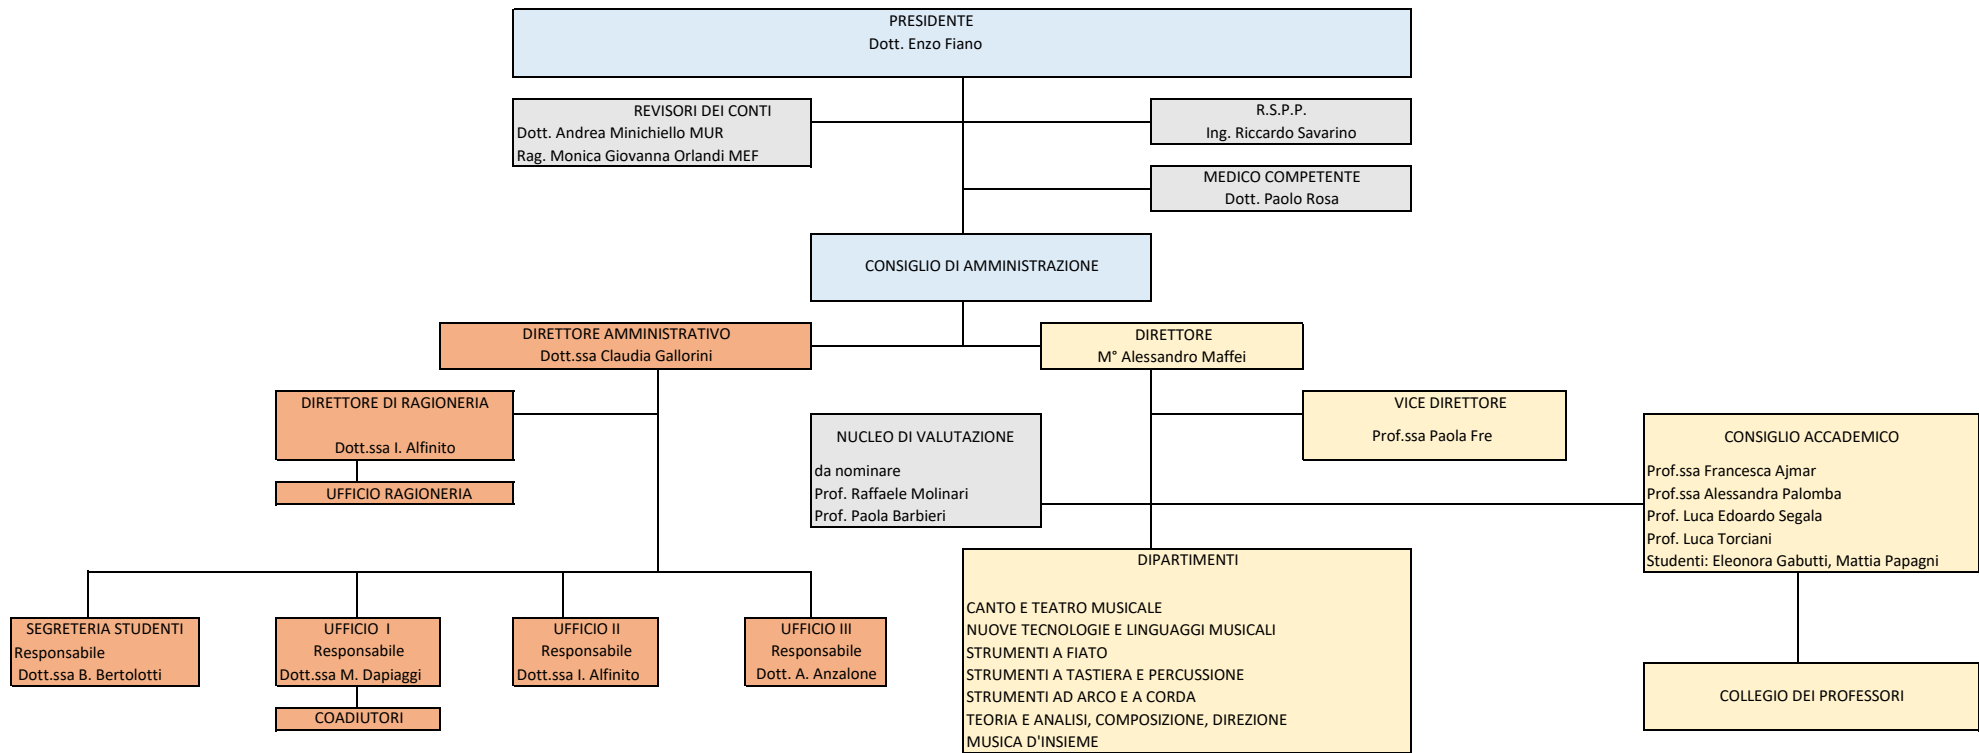 PRESIDENTE
Dott. Enzo Fiano
REVISORI DEI CONTI
Dott. Andrea Minichiello MUR
Rag. Monica Giovanna Orlandi MEF
R.S.P.P.
Ing. Riccardo Savarino
MEDICO COMPETENTE
Dott. Paolo Rosa
CONSIGLIO DI AMMINISTRAZIONE
DIRETTORE AMMINISTRATIVO
Dott.ssa Claudia Gallorini
DIRETTORE
M° Alessandro Maffei
DIRETTORE DI RAGIONERIA
Dott.ssa I. Alfinito
UFFICIO RAGIONERIA
NUCLEO DI VALUTAZIONE
da nominare
Prof. Raffaele Molinari
Prof. Paola Barbieri
VICE DIRETTORE
Prof.ssa Paola Fre
CONSIGLIO ACCADEMICO
Prof.ssa Francesca Ajmar
Prof.ssa Alessandra Palomba
Prof. Luca Edoardo Segala
Prof. Luca Torciani
Studenti: Eleonora Gabutti, Mattia Papagni
SEGRETERIA STUDENTI
Responsabile
Dott.ssa B. Bertolotti
UFFICIO I
Responsabile
Dott.ssa M. Dapiaggi
COADIUTORI
UFFICIO II
Responsabile
Dott.ssa I. Alfinito
UFFICIO III
Responsabile
Dott. A. Anzalone
DIPARTIMENTI
CANTO E TEATRO MUSICALE
NUOVE TECNOLOGIE E LINGUAGGI MUSICALI
STRUMENTI A FIATO
STRUMENTI A TASTIERA E PERCUSSIONE
STRUMENTI AD ARCO E A CORDA
TEORIA E ANALISI, COMPOSIZIONE, DIREZIONE
MUSICA D'INSIEME
COLLEGIO DEI PROFESSORI